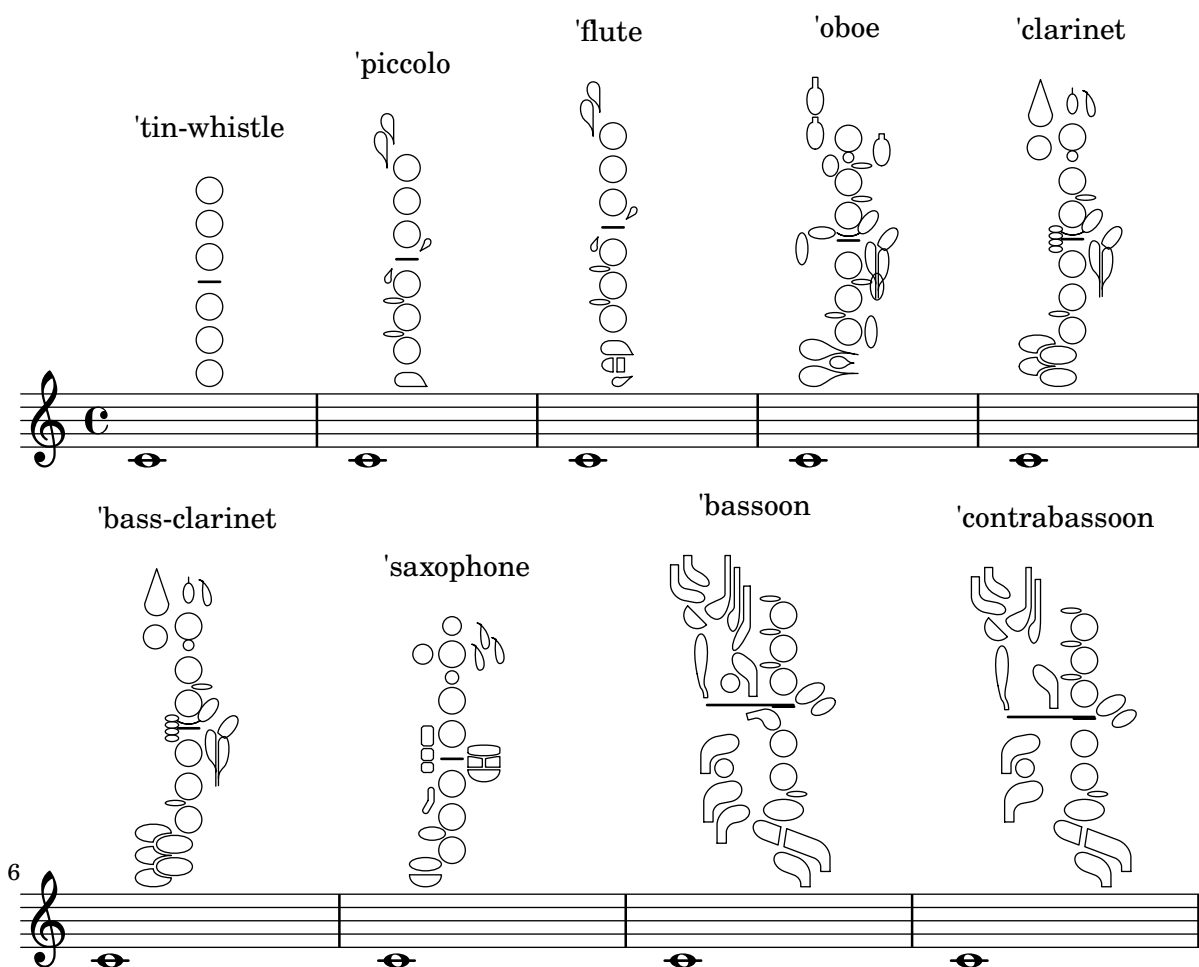 'tin-whistle
'piccolo
'flute
'oboe
'clarinet
'bass-clarinet
'saxophone
'bassoon
'contrabassoon
6